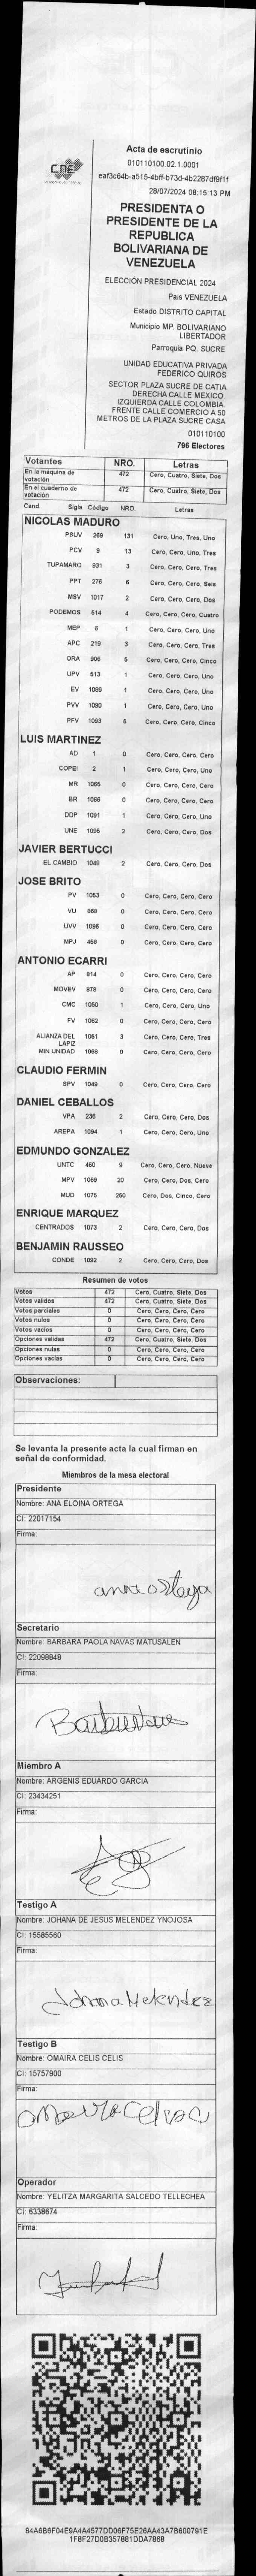 CNE
Acta de escrutinio
010110100.02.1.0001
eaf3c64b-a515-4bff-b73d-4b2287df9f1f
28/07/2024 08:15:13 PM
PRESIDENTA O
PRESIDENTE DE LA
REPUBLICA
BOLIVARIANA DE
VENEZUELA
ELECCIÓN PRESIDENCIAL 2024
Pais VENEZUELA
Estado DISTRITO CAPITAL
Municipio MP. BOLIVARIANO
LIBERTADOR
Parroquia PQ. SUCRE
UNIDAD EDUCATIVA PRIVADA
FEDERICO QUIROS
SECTOR PLAZA SUCRE DE CATIA
DERECHA CALLE MEXICO.
IZQUIERDA CALLE COLOMBIA.
FRENTE CALLE COMERCIO A 50
METROS DE LA PLAZA SUCRE CASA
010110100
796 Electores
Votantes NRO. Letras
En la máquina de votación 472 Cero, Cuatro, Siete, Dos
En el cuaderno de votación 472 Cero, Cuatro, Siete, Dos
Cand. Sigla Código NRO. Letras
NICOLAS MADURO
PSUV 269 131 Cero, Uno, Tres, Uno
PCV 9 13 Cero, Cero, Uno, Tres
TUPAMARO 931 3 Cero, Cero, Cero, Tres
PPT 276 6 Cero, Cero, Cero, Seis
MSV 1017 2 Cero, Cero, Cero, Dos
PODEMOS 514 4 Cero, Cero, Cero, Cuatro
MEP 6 1 Cero, Cero, Cero, Uno
APC 219 3 Cero, Cero, Cero, Tres
ORA 906 5 Cero, Cero, Cero, Cinco
UPV 513 1 Cero, Cero, Cero, Uno
EV 1089 1 Cero, Cero, Cero, Uno
PVV 1090 1 Cero, Cero, Cero, Uno
PFV 1093 5 Cero, Cero, Cero, Cinco
LUIS MARTINEZ
AD 1 0 Cero, Cero, Cero, Cero
COPEI 2 1 Cero, Cero, Cero, Uno
MR 1065 0 Cero, Cero, Cero, Cero
BR 1086 0 Cero, Cero, Cero, Cero
DDP 1091 1 Cero, Cero, Cero, Uno
UNE 1095 2 Cero, Cero, Cero, Dos
JAVIER BERTUCCI
EL CAMBIO 1048 2 Cero, Cero, Cero, Dos
JOSE BRITO
PV 1053 0 Cero, Cero, Cero, Cero
VU 868 0 Cero, Cero, Cero, Cero
UVV 1096 0 Cero, Cero, Cero, Cero
MPJ 458 0 Cero, Cero, Cero, Cero
ANTONIO ECARRI
AP 814 0 Cero, Cero, Cero, Cero
MOVEV 878 0 Cero, Cero, Cero, Cero
CMC 1050 1 Cero, Cero, Cero, Uno
FV 1062 0 Cero, Cero, Cero, Cero
ALIANZA DEL LAPIZ 1051 3 Cero, Cero, Cero, Tres
MIN UNIDAD 1068 0 Cero, Cero, Cero, Cero
CLAUDIO FERMIN
SPV 1049 0 Cero, Cero, Cero, Cero
DANIEL CEBALLOS
VPA 236 2 Cero, Cero, Cero, Dos
AREPA 1094 1 Cero, Cero, Cero, Uno
EDMUNDO GONZALEZ
UNTC 460 9 Cero, Cero, Cero, Nueve
MPV 1069 20 Cero, Cero, Dos, Cero
MUD 1075 250 Cero, Dos, Cinco, Cero
ENRIQUE MARQUEZ
CENTRADOS 1073 2 Cero, Cero, Cero, Dos
BENJAMIN RAUSSEO
CONDE 1092 2 Cero, Cero, Cero, Dos
Resumen de votos
Votos 472 Cero, Cuatro, Siete, Dos
Votos validos 472 Cero, Cuatro, Siete, Dos
Votos parciales 0 Cero, Cero, Cero, Cero
Votos nulos 0 Cero, Cero, Cero, Cero
Votos vacios 0 Cero, Cero, Cero, Cero
Opciones validas 472 Cero, Cuatro, Siete, Dos
Opciones nulas 0 Cero, Cero, Cero, Cero
Opciones vacias 0 Cero, Cero, Cero, Cero
Observaciones:
Se levanta la presente acta la cual firman en
señal de conformidad.
Miembros de la mesa electoral
Presidente
Nombre: ANA ELOINA ORTEGA
CI: 22017154
Firma:
anna ortega
Secretario
Nombre: BARBARA PAOLA NAVAS MATUSALEN
CI: 22098848
Firma:
Miembro A
Nombre: ARGENIS EDUARDO GARCIA
CI: 23434251
Firma:
Testigo A
Nombre: JOHANA DE JESUS MELENDEZ YNOJOSA
CI: 15585560
Firma:
Johana Melendez
Testigo B
Nombre: OMAIRA CELIS CELIS
CI: 15757900
Firma:
Operador
Nombre: YELITZA MARGARITA SALCEDO TELLECHEA
CI: 6338674
Firma:
84A6B6F04E9A4A4577DD06F75E26AA43A7B600791E
1F8F27D0B357881DDA7868